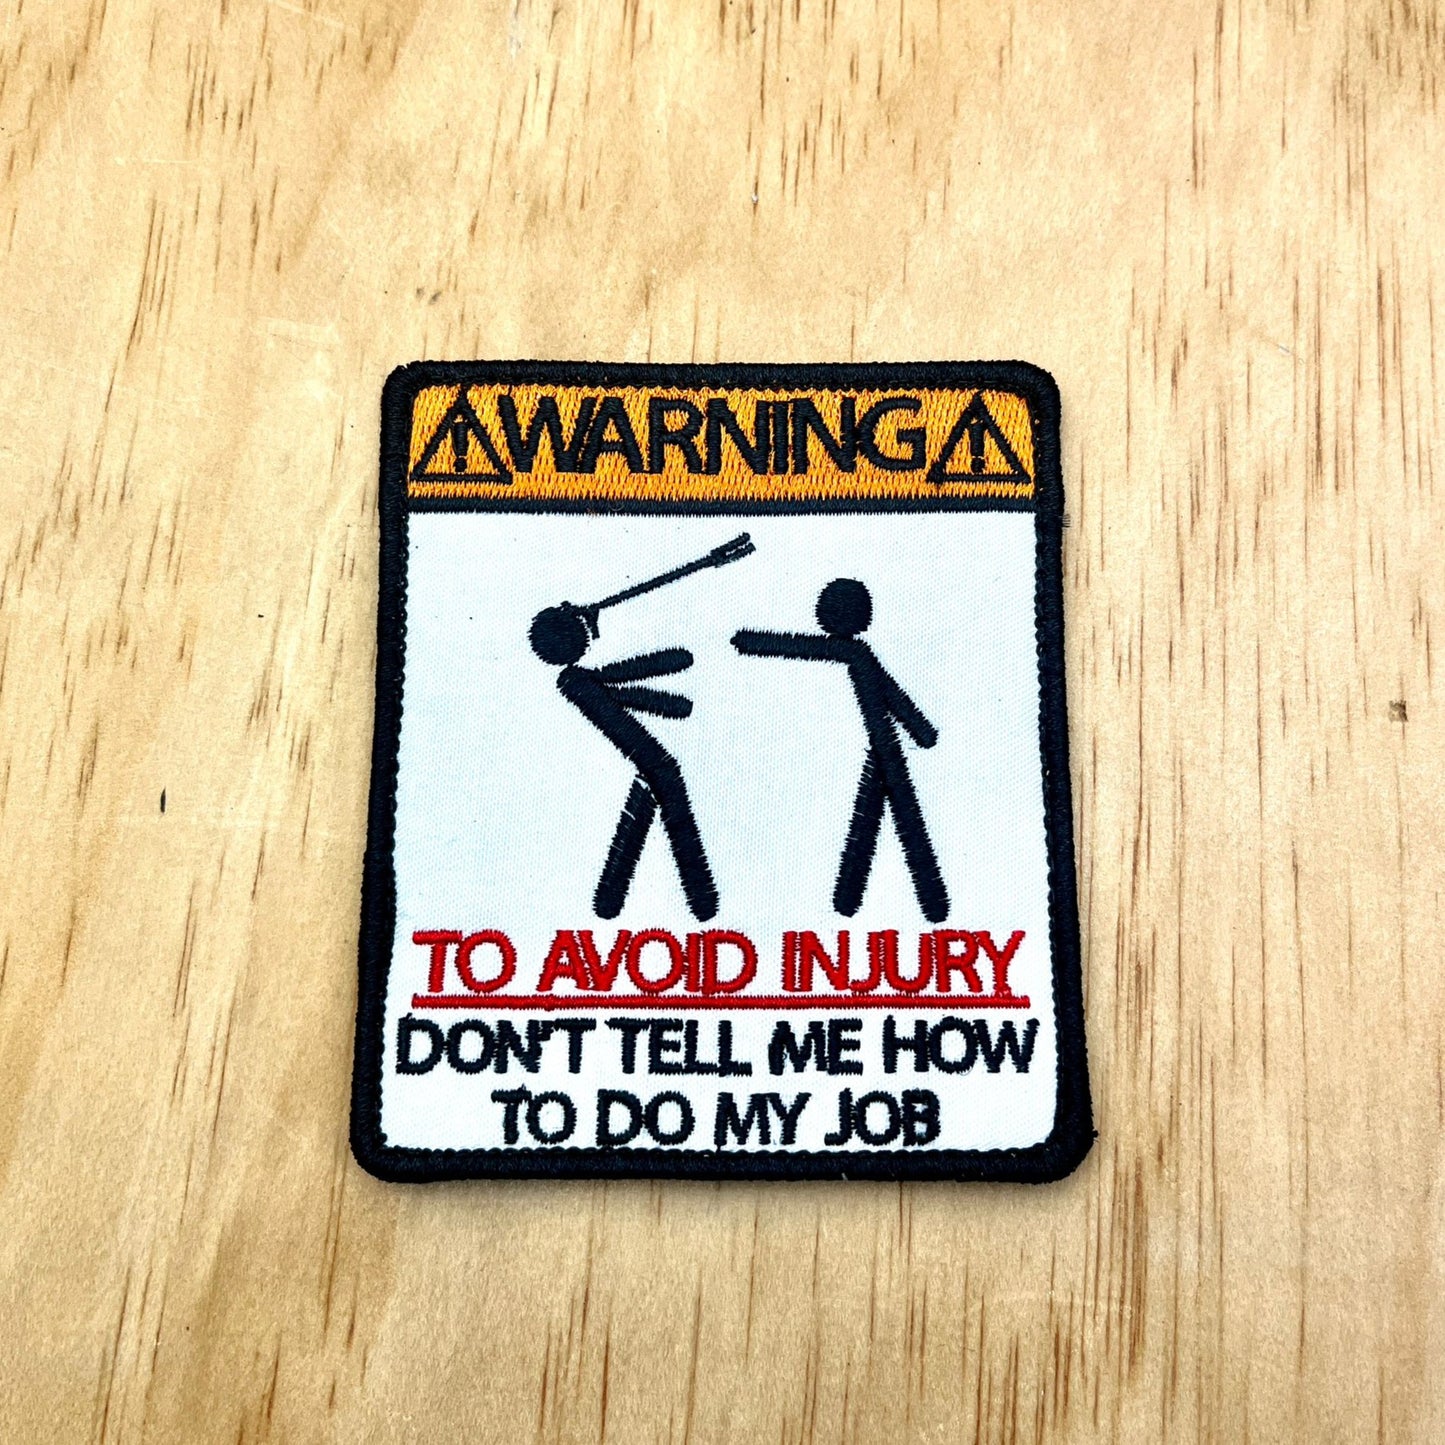 WARNING
TO AVOID INJURY
DON'T TELL ME HOW
TO DO MY JOB